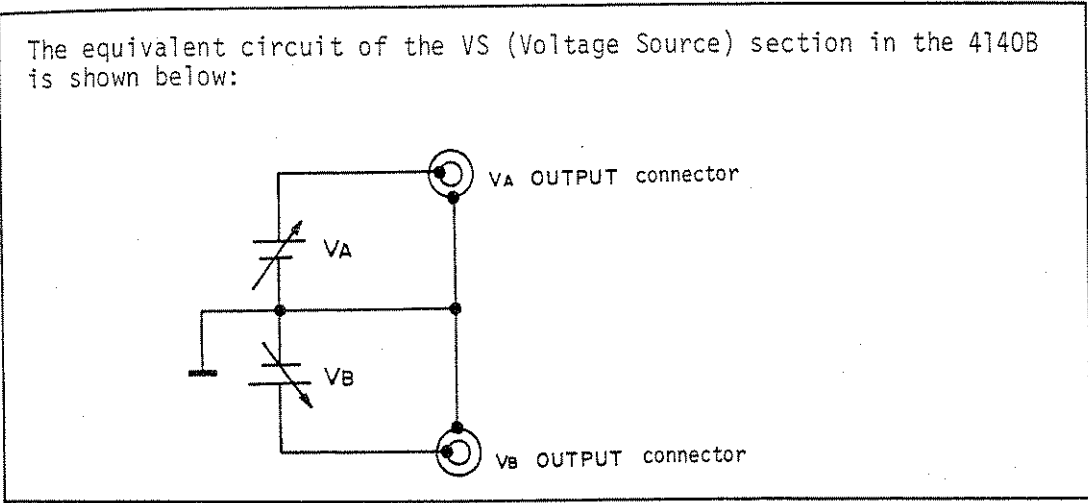 The equivalent circuit of the VS (Voltage Source) section in the 4140B
is shown below:
VA OUTPUT connector
VA
VB
VB OUTPUT connector